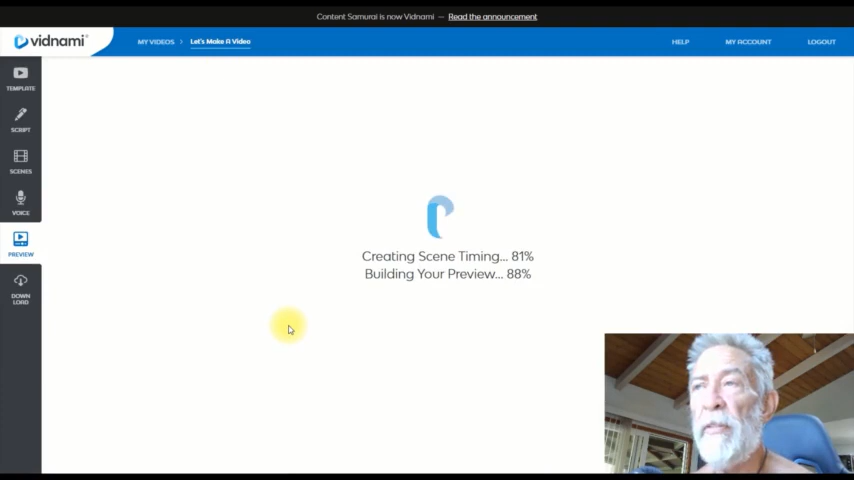 Content Samurai is now Vidnami — Read the announcement
vidnami®
MY VIDEOS > Let's Make A Video
HELP
MY ACCOUNT
LOGOUT
TEMPLATE
SCRIPT
SCENES
VOICE
PREVIEW
DOWN
LOAD
Creating Scene Timing... 81%
Building Your Preview... 88%